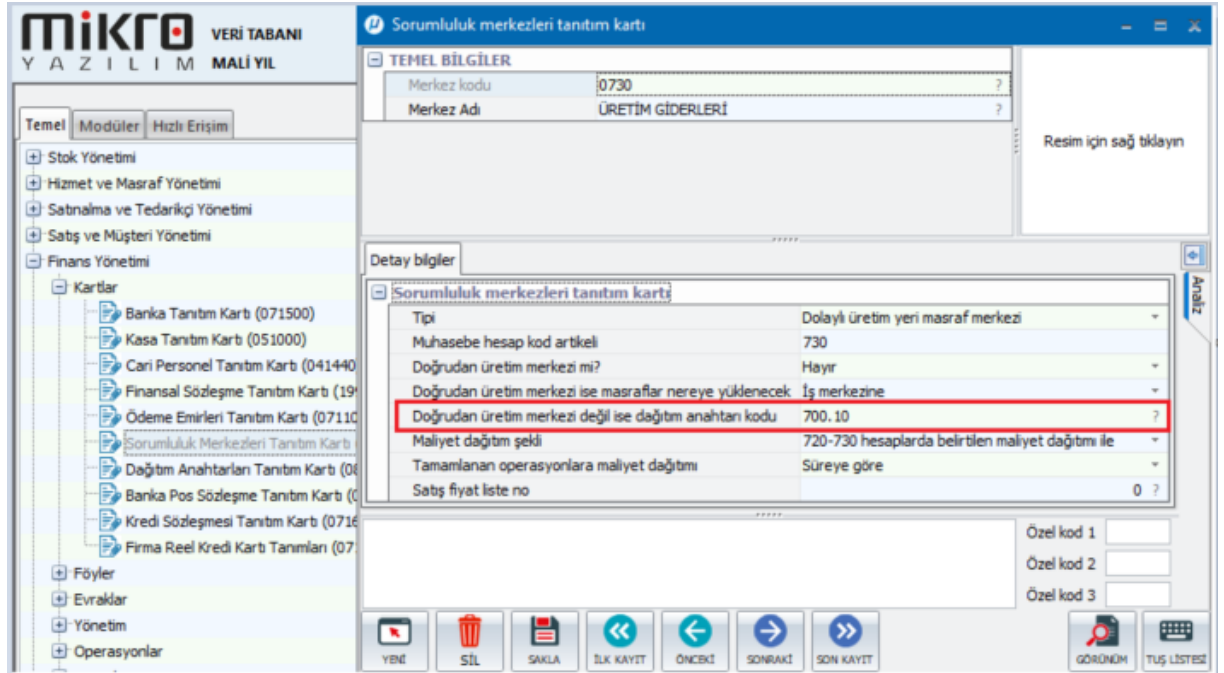 mikro
YAZILIM
VERİ TABANI
MALİ YIL
Temel
Modüler
Hızlı Erişim
Stok Yönetimi
Hizmet ve Masraf Yönetimi
Satınalma ve Tedarikçi Yönetimi
Satış ve Müşteri Yönetimi
Finans Yönetimi
Kartlar
Banka Tanıtım Kartı (071500)
Kasa Tanıtım Kartı (051000)
Cari Personel Tanıtım Kartı (041440
Finansal Sözleşme Tanıtım Kartı (19
Ödeme Emirleri Tanıtım Kartı (07110
Sorumluluk Merkezleri Tanıtım Kartı
Dağıtım Anahtarları Tanıtım Kartı (08
Banka Pos Sözleşme Tanıtım Kartı (0
Kredi Sözleşmesi Tanıtım Kartı (0716
Firma Reel Kredi Kartı Tanımları (07
Föyler
Evraklar
Yönetim
Operasyonlar
Sorumluluk merkezleri tanıtım kartı
TEMEL BİLGİLER
Merkez kodu 0730 ?
Merkez Adı ÜRETİM GİDERLERİ ?
Resim için sağ tıklayın
Detay bilgiler
Analiz
Sorumluluk merkezleri tanıtım kartı
Tipi Dolaylı üretim yeri masraf merkezi
Muhasebe hesap kod artikeli 730
Doğrudan üretim merkezi mi? Hayır
Doğrudan üretim merkezi ise masraflar nereye yüklenecek İş merkezine
Doğrudan üretim merkezi değil ise dağıtım anahtarı kodu 700.10 ?
Maliyet dağıtım şekli 720-730 hesaplarda belirtilen maliyet dağıtımı ile
Tamamlanan operasyonlara maliyet dağıtımı Süreye göre
Satış fiyat liste no 0 ?
Özel kod 1
Özel kod 2
Özel kod 3
YENİ
SİL
SAKLA
İLK KAYIT
ÖNCEKİ
SONRAKİ
SON KAYIT
GÖRÜNÜM
TUŞ LİSTESİ